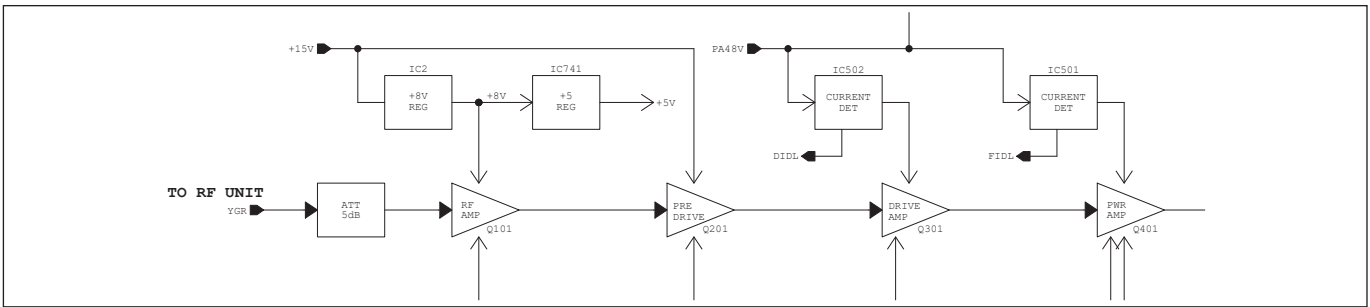 +15V
PA48V
IC2
+8V
REG
+8V
IC741
+5
REG
+5V
IC502
CURRENT
DET
DIDL
IC501
CURRENT
DET
FIDL
TO RF UNIT
YGR
ATT
5dB
RF
AMP
Q101
PRE
DRIVE
Q201
DRIVE
AMP
Q301
PWR
AMP
Q401